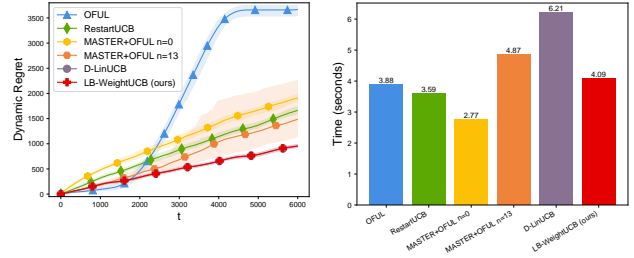 OFUL
RestartUCB
MASTER+OFUL n=0
MASTER+OFUL n=13
D-LinUCB
LB-WeightUCB (ours)
Dynamic Regret
3500
3000
2500
2000
1500
1000
500
0
0
1000
2000
3000
4000
5000
6000
t
Time (seconds)
6
5
4
3
2
1
0
3.88
3.59
2.77
4.87
6.21
4.09
OFUL
RestartUCB
MASTER+OFUL n=0
MASTER+OFUL n=13
D-LinUCB
LB-WeightUCB (ours)